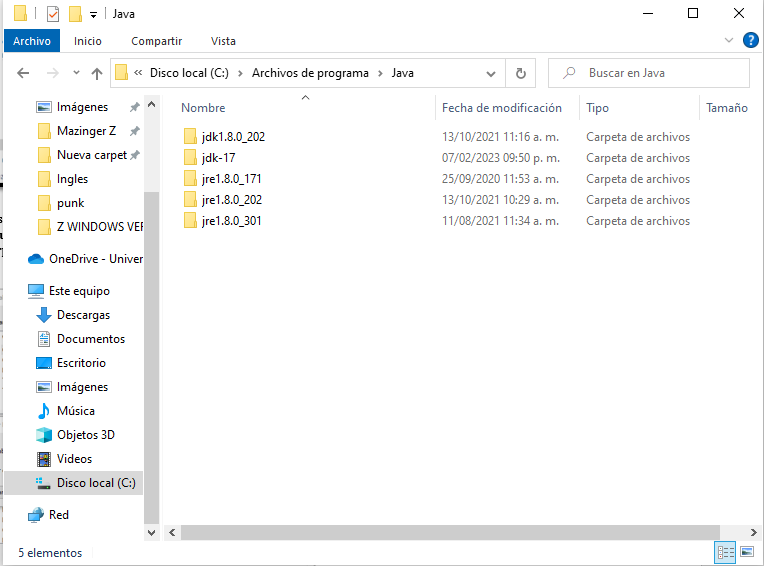 Java
Archivo Inicio Compartir Vista
« Disco local (C:) > Archivos de programa > Java
Buscar en Java
Nombre Fecha de modificación Tipo Tamaño
Imágenes
Mazinger Z
Nueva carpet
Ingles
punk
Z WINDOWS VER
OneDrive - Univer
Este equipo
Descargas
Documentos
Escritorio
Imágenes
Música
Objetos 3D
Videos
Disco local (C:)
Red
jdk1.8.0_202 13/10/2021 11:16 a. m. Carpeta de archivos
jdk-17 07/02/2023 09:50 p. m. Carpeta de archivos
jre1.8.0_171 25/09/2020 11:53 a. m. Carpeta de archivos
jre1.8.0_202 13/10/2021 10:29 a. m. Carpeta de archivos
jre1.8.0_301 11/08/2021 11:34 a. m. Carpeta de archivos
5 elementos